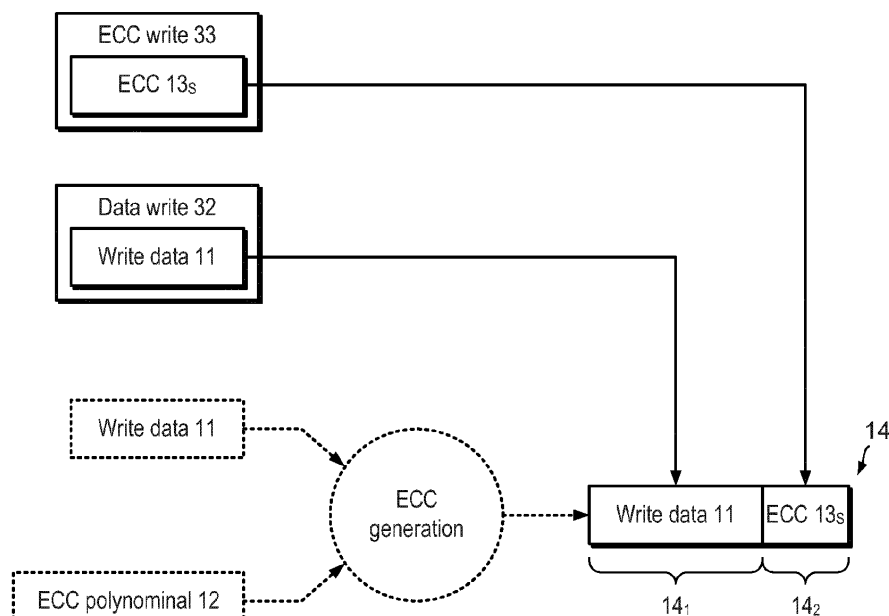 ECC write 33
ECC 13s
Data write 32
Write data 11
Write data 11
ECC
generation
ECC polynominal 12
14
Write data 11 ECC 13s
14₁ 14₂